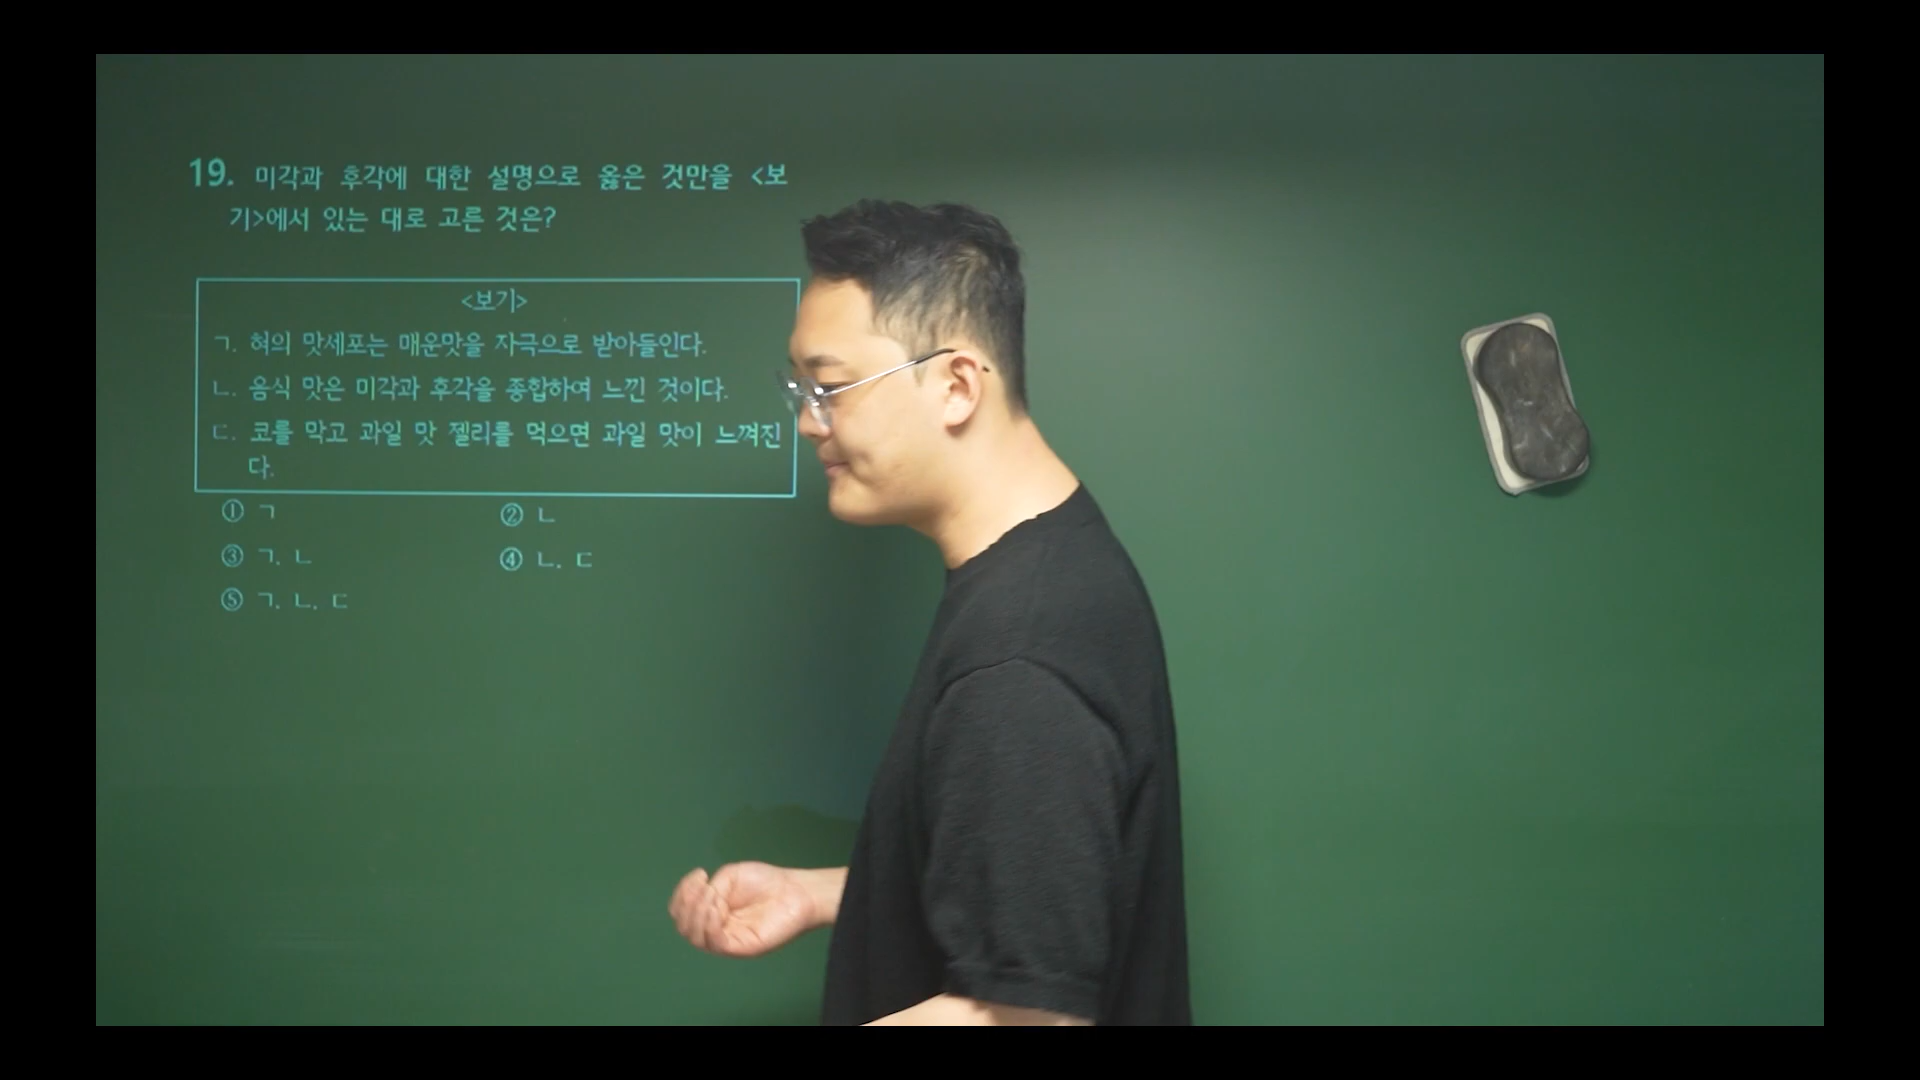 19. 미각과 후각에 대한 설명으로 옳은 것만을 <보
기>에서 있는 대로 고른 것은?
<보기>
ㄱ. 혀의 맛세포는 매운맛을 자극으로 받아들인다.
ㄴ. 음식 맛은 미각과 후각을 종합하여 느낀 것이다.
ㄷ. 코를 막고 과일 맛 젤리를 먹으면 과일 맛이 느껴진
다.
① ㄱ ② ㄴ
③ ㄱ, ㄴ ④ ㄴ, ㄷ
⑤ ㄱ, ㄴ, ㄷ